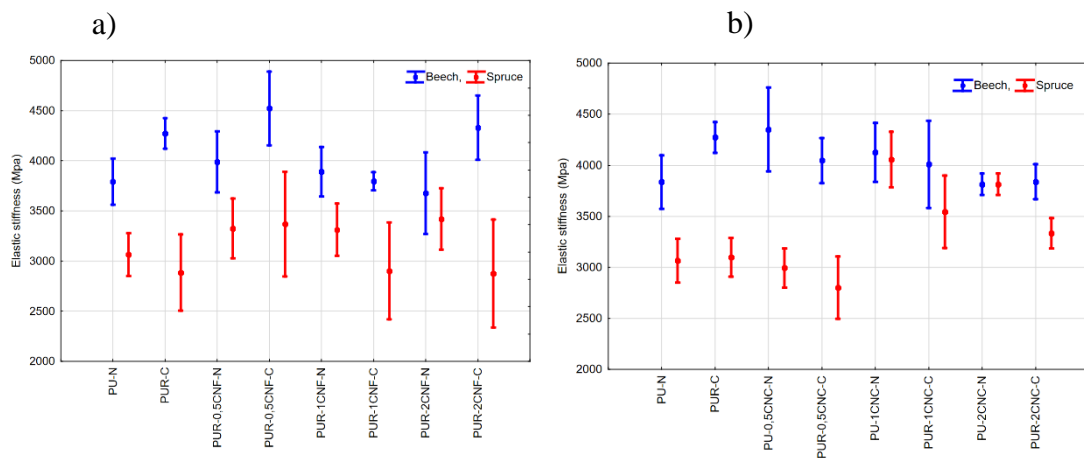 a)
b)
5000
4500
4000
3500
3000
2500
2000
Elastic stiffness (Mpa)
Beech, Spruce
PU-N
PUR-C
PUR-0,5CNF-N
PUR-0,5CNF-C
PUR-1CNF-N
PUR-1CNF-C
PUR-2CNF-N
PUR-2CNF-C
5000
4500
4000
3500
3000
2500
2000
Elastic stiffness (Mpa)
Beech, Spruce
PU-N
PUR-C
PU-0,5CNC-N
PUR-0,5CNC-C
PU-1CNC-N
PUR-1CNC-C
PU-2CNC-N
PUR-2CNC-C